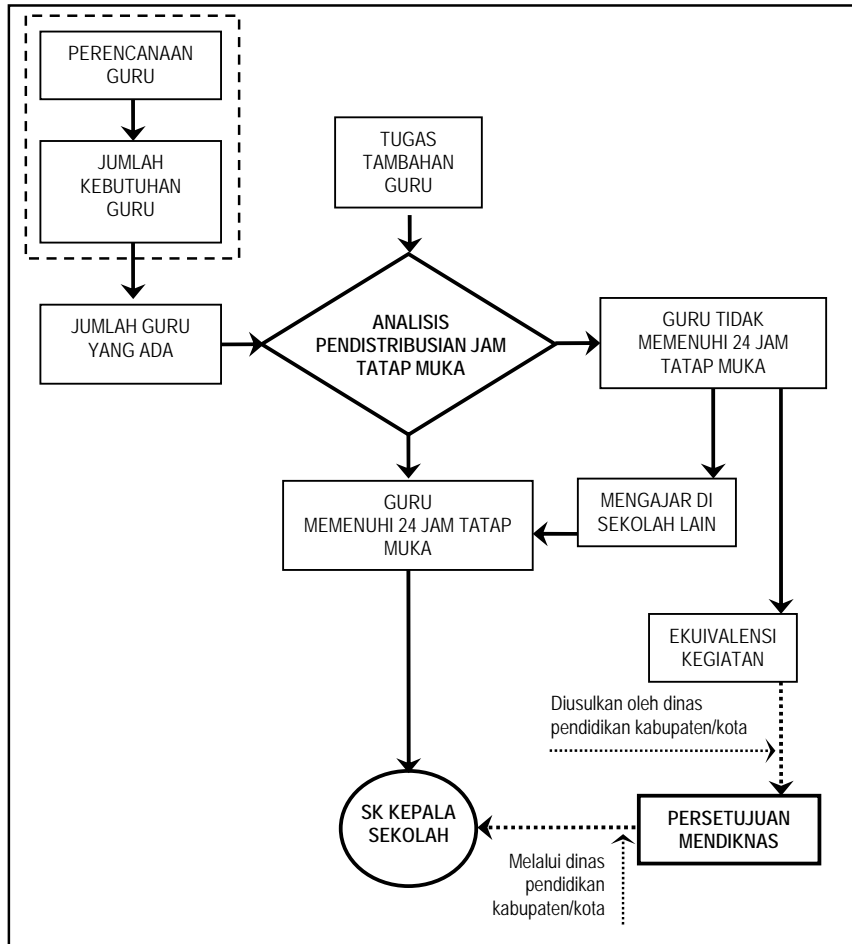 PERENCANAAN
GURU
JUMLAH
KEBUTUHAN
GURU
TUGAS
TAMBAHAN
GURU
JUMLAH GURU
YANG ADA
ANALISIS
PENDISTRIBUSIAN JAM
TATAP MUKA
GURU TIDAK
MEMENUHI 24 JAM
TATAP MUKA
GURU
MEMENUHI 24 JAM TATAP
MUKA
MENGAJAR DI
SEKOLAH LAIN
EKUIVALENSI
KEGIATAN
Diusulkan oleh dinas
pendidikan kabupaten/kota
SK KEPALA
SEKOLAH
PERSETUJUAN
MENDIKNAS
Melalui dinas
pendidikan
kabupaten/kota